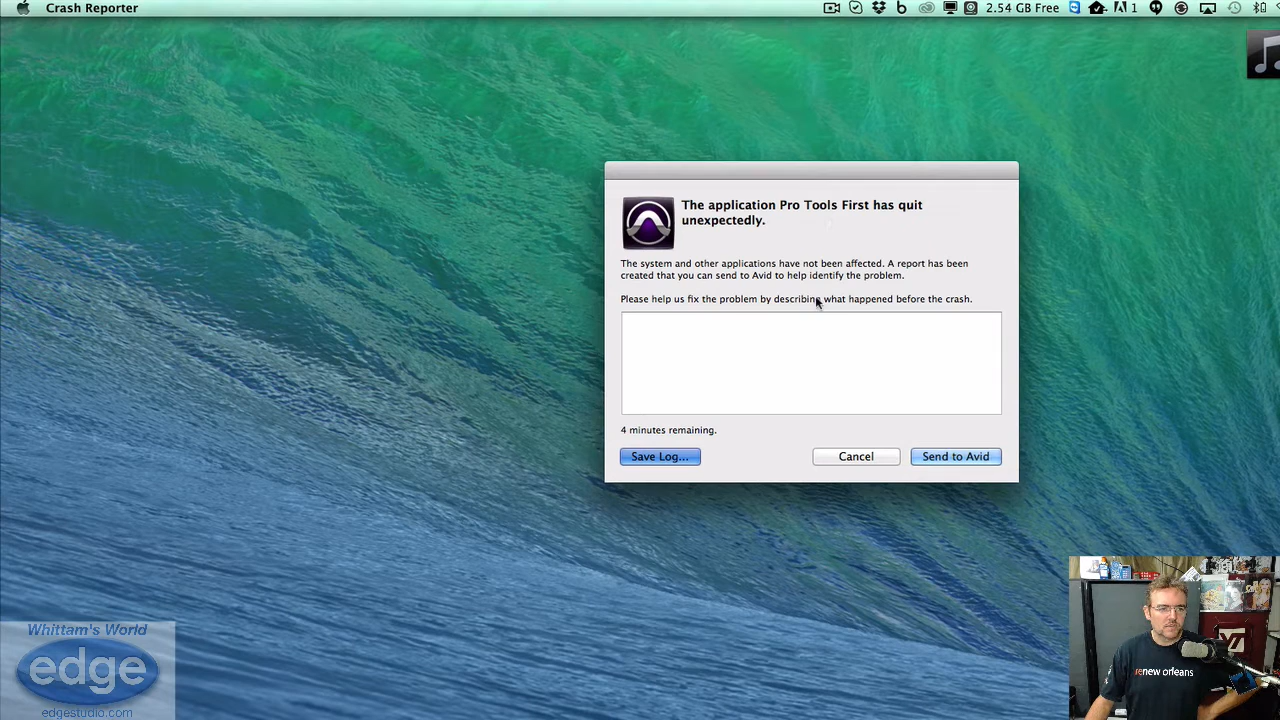 Crash Reporter
1
2.54 GB Free
The application Pro Tools First has quit
unexpectedly.
The system and other applications have not been affected. A report has been
created that you can send to Avid to help identify the problem.
Please help us fix the problem by describing what happened before the crash.
4 minutes remaining.
Save Log...
Cancel
Send to Avid
Whittam's World
edge
edgestudio.com
renew orleans